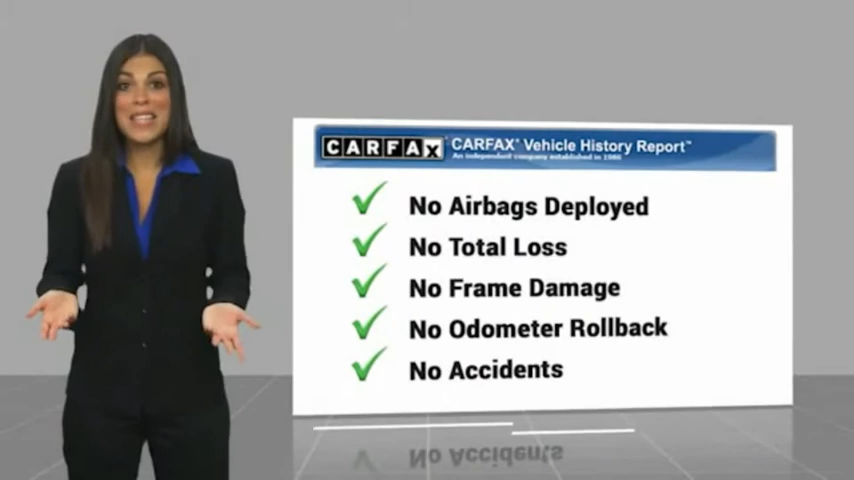 CARFAX
CARFAX® Vehicle History Report™
An independent company established in 1986
No Airbags Deployed
No Total Loss
No Frame Damage
No Odometer Rollback
No Accidents
No Accidents